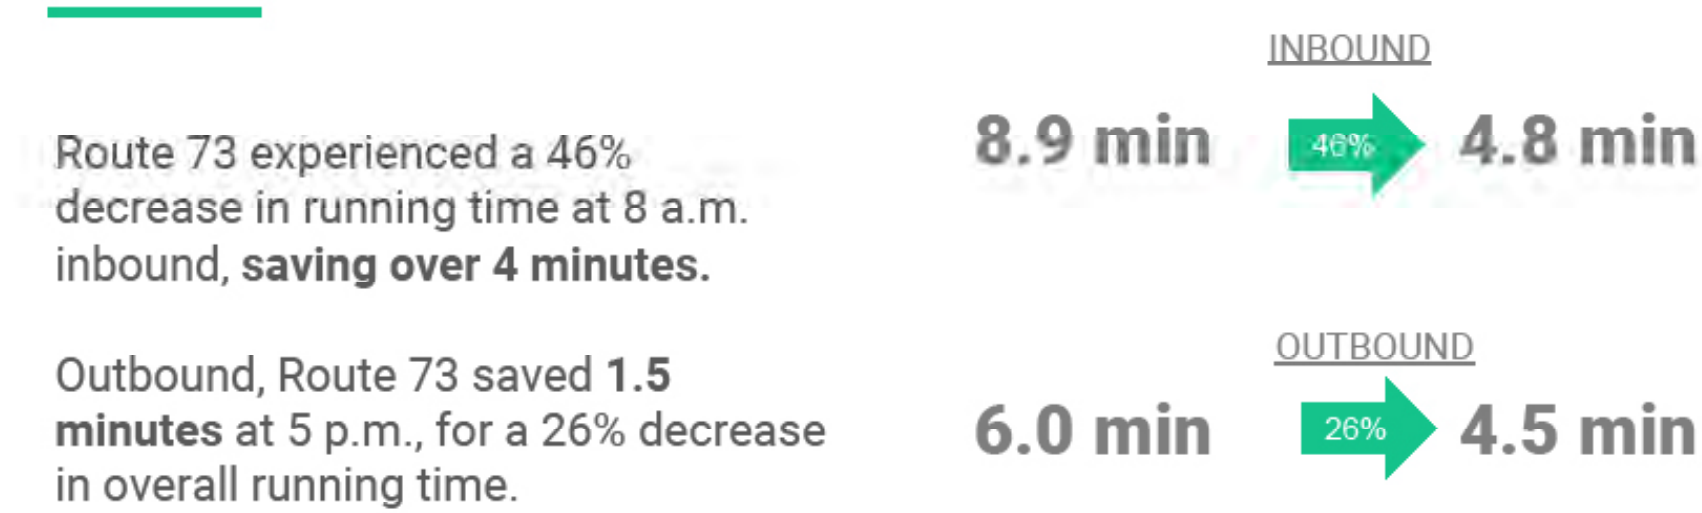 Route 73 experienced a 46%
decrease in running time at 8 a.m.
inbound, saving over 4 minutes.
Outbound, Route 73 saved 1.5
minutes at 5 p.m., for a 26% decrease
in overall running time.
INBOUND
8.9 min 46% 4.8 min
OUTBOUND
6.0 min 26% 4.5 min